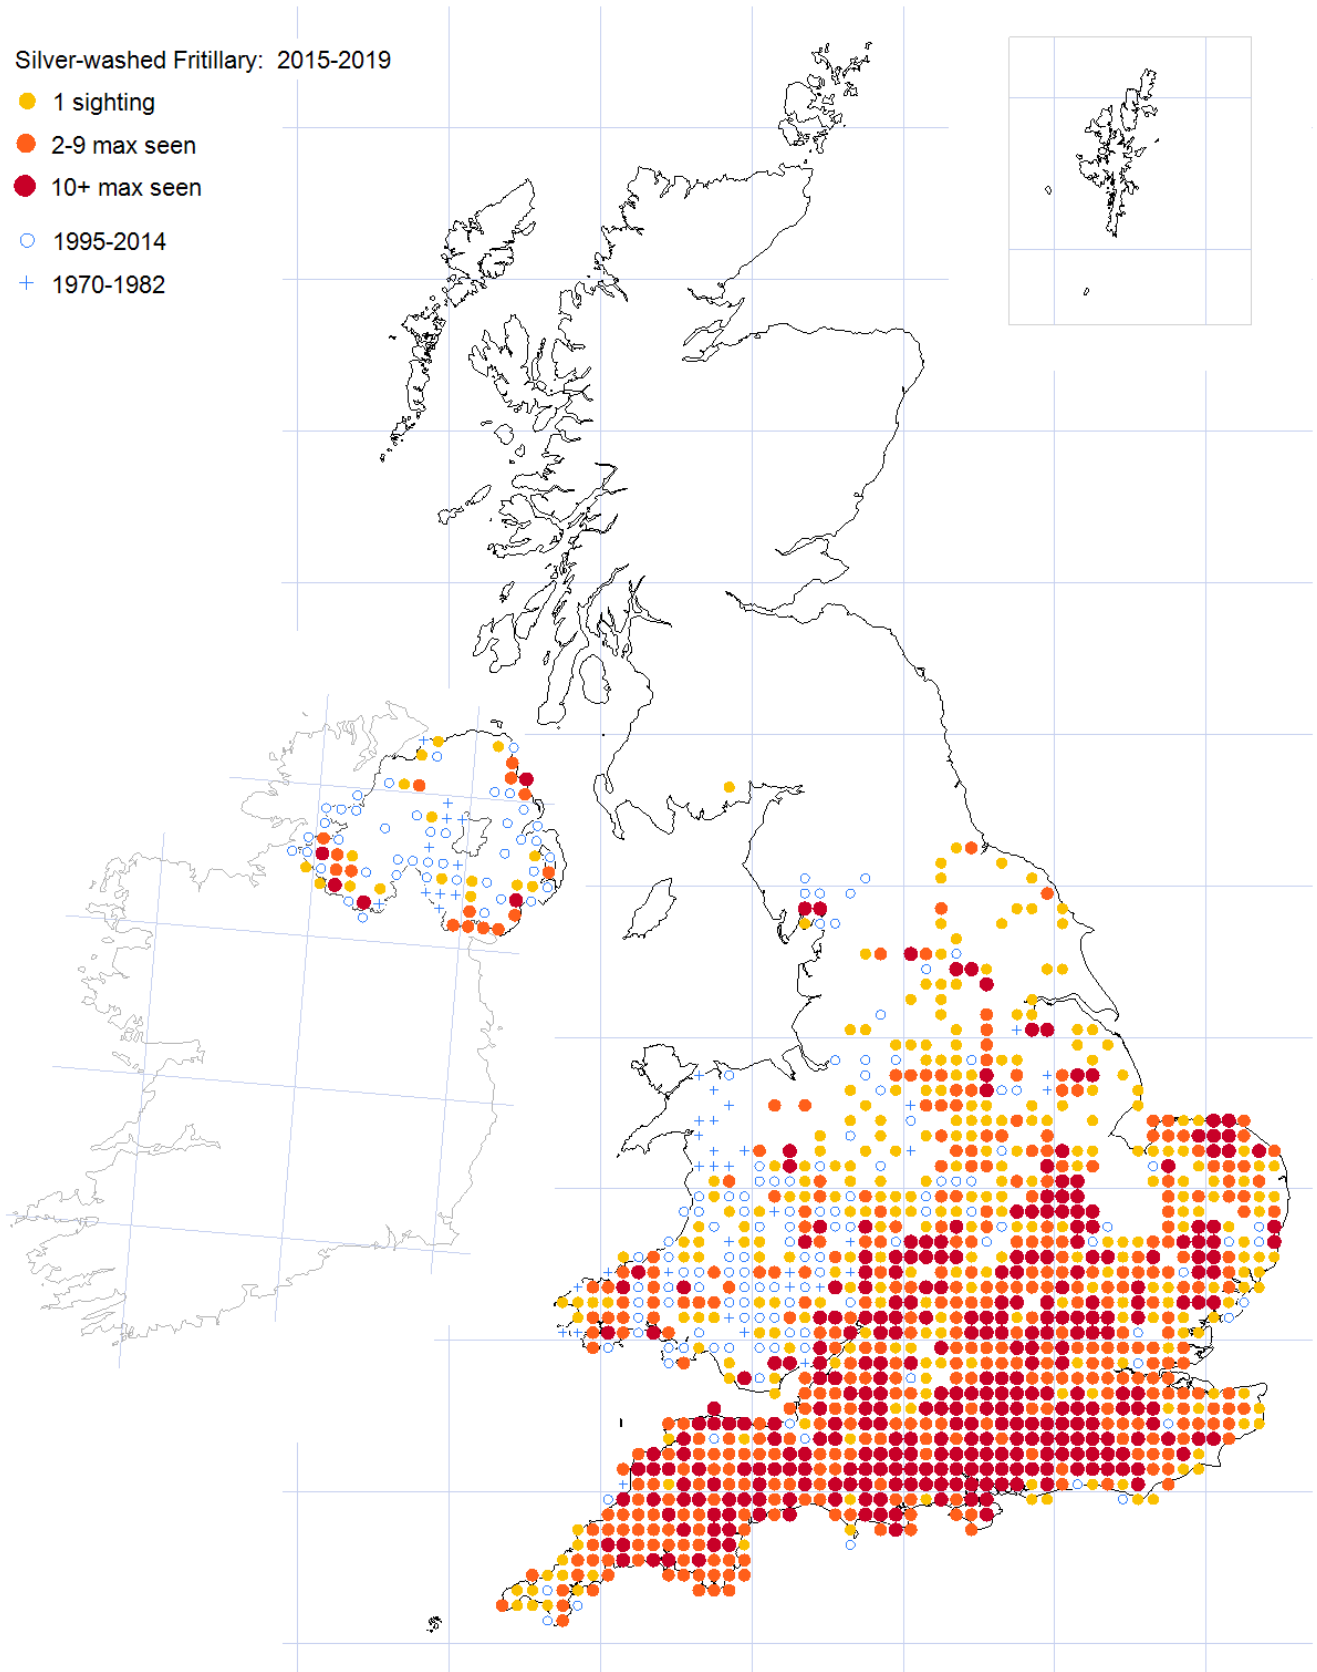 Silver-washed Fritillary: 2015-2019
1 sighting
2-9 max seen
10+ max seen
1995-2014
1970-1982